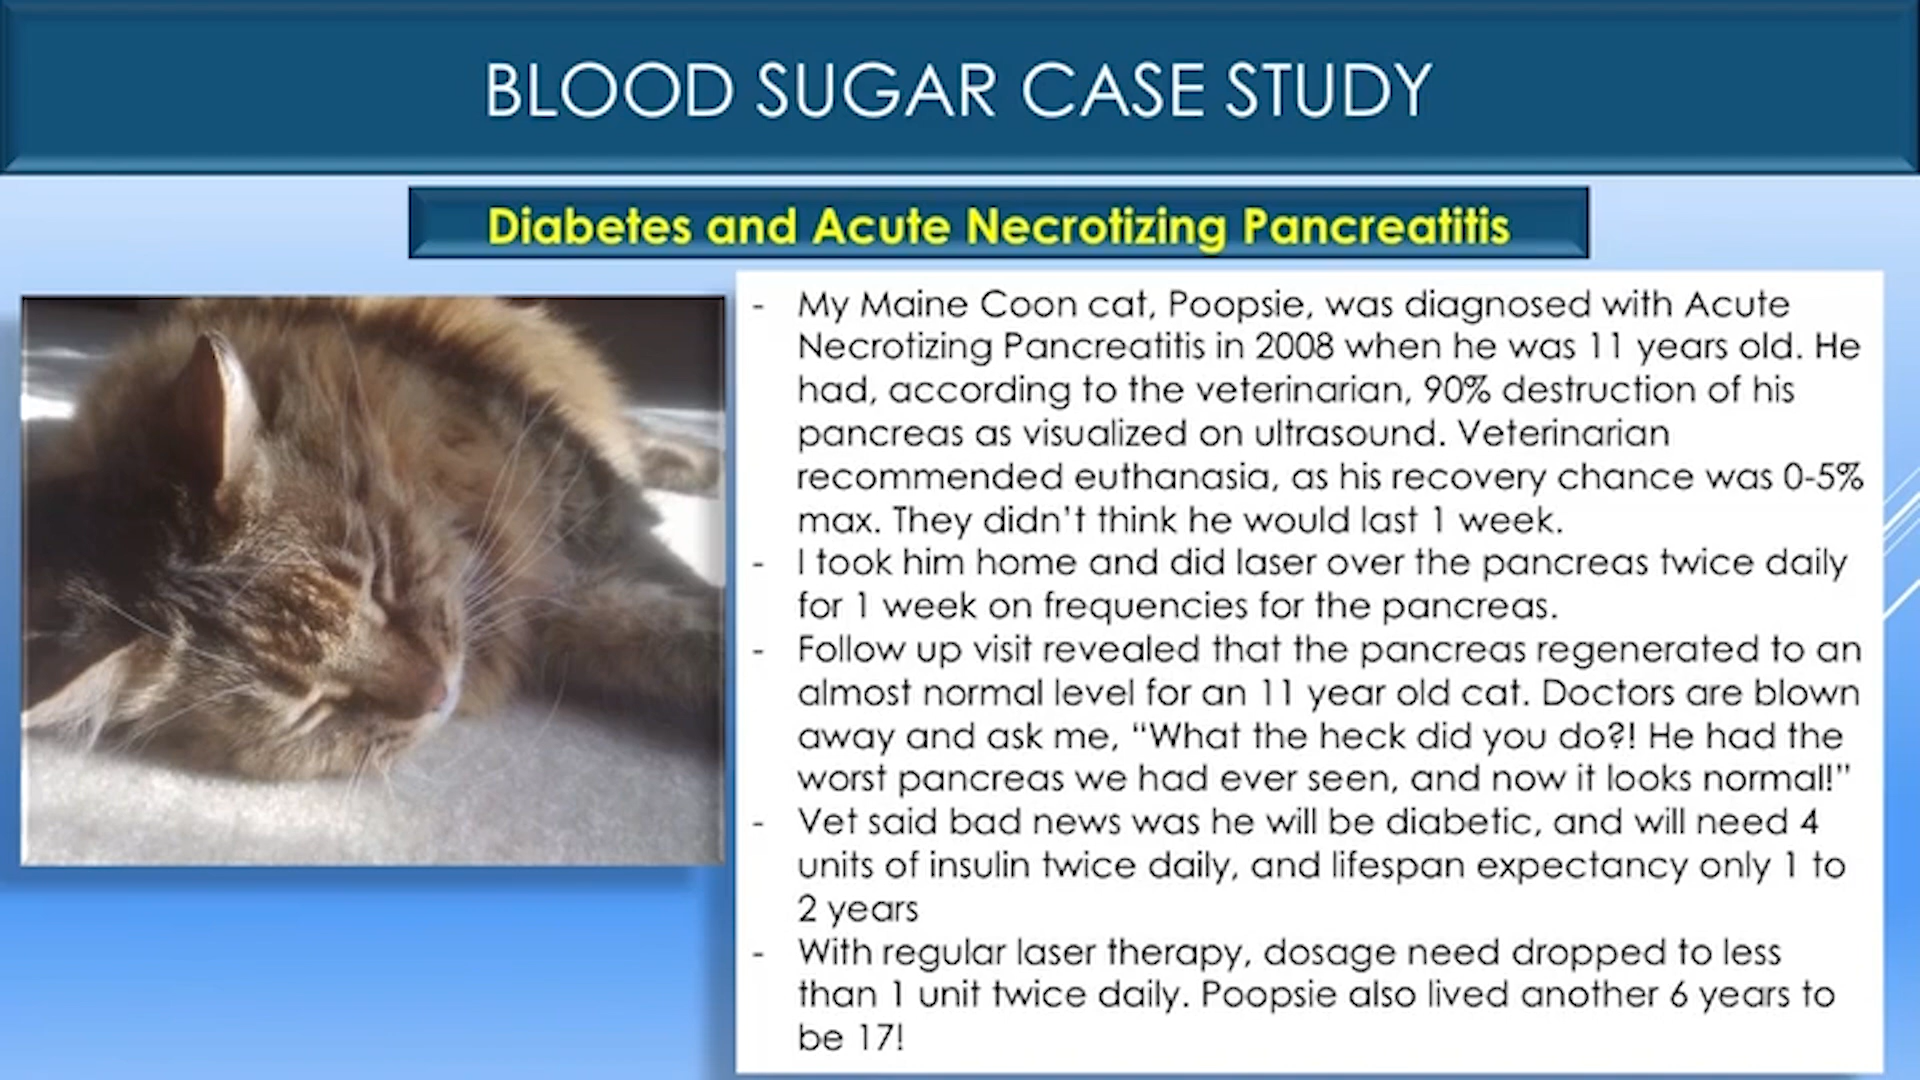 BLOOD SUGAR CASE STUDY
Diabetes and Acute Necrotizing Pancreatitis
- My Maine Coon cat, Poopsie, was diagnosed with Acute
Necrotizing Pancreatitis in 2008 when he was 11 years old. He
had, according to the veterinarian, 90% destruction of his
pancreas as visualized on ultrasound. Veterinarian
recommended euthanasia, as his recovery chance was 0-5%
max. They didn't think he would last 1 week.
- I took him home and did laser over the pancreas twice daily
for 1 week on frequencies for the pancreas.
- Follow up visit revealed that the pancreas regenerated to an
almost normal level for an 11 year old cat. Doctors are blown
away and ask me, “What the heck did you do?! He had the
worst pancreas we had ever seen, and now it looks normal!”
- Vet said bad news was he will be diabetic, and will need 4
units of insulin twice daily, and lifespan expectancy only 1 to
2 years
- With regular laser therapy, dosage need dropped to less
than 1 unit twice daily. Poopsie also lived another 6 years to
be 17!